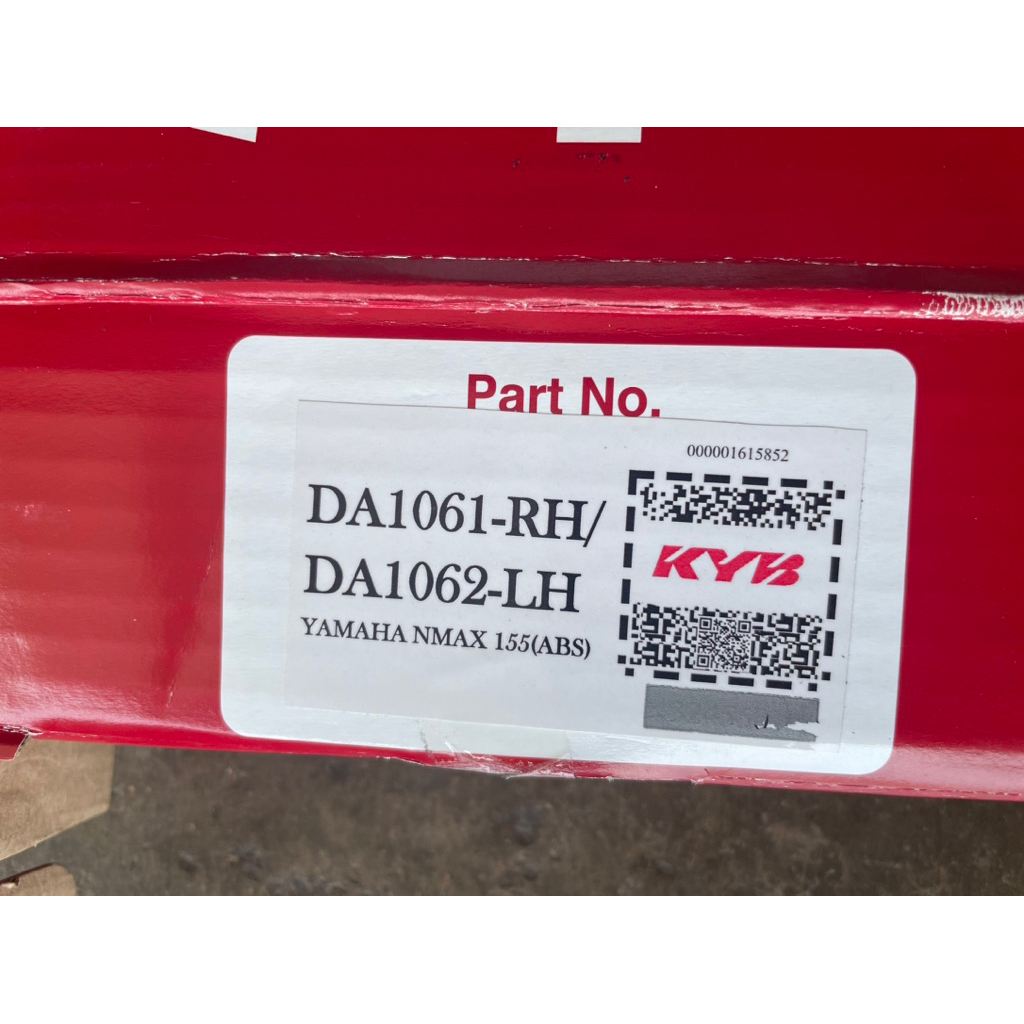 Part No.
000001615852
DA1061-RH/
DA1062-LH
YAMAHA NMAX 155(ABS)
KYB